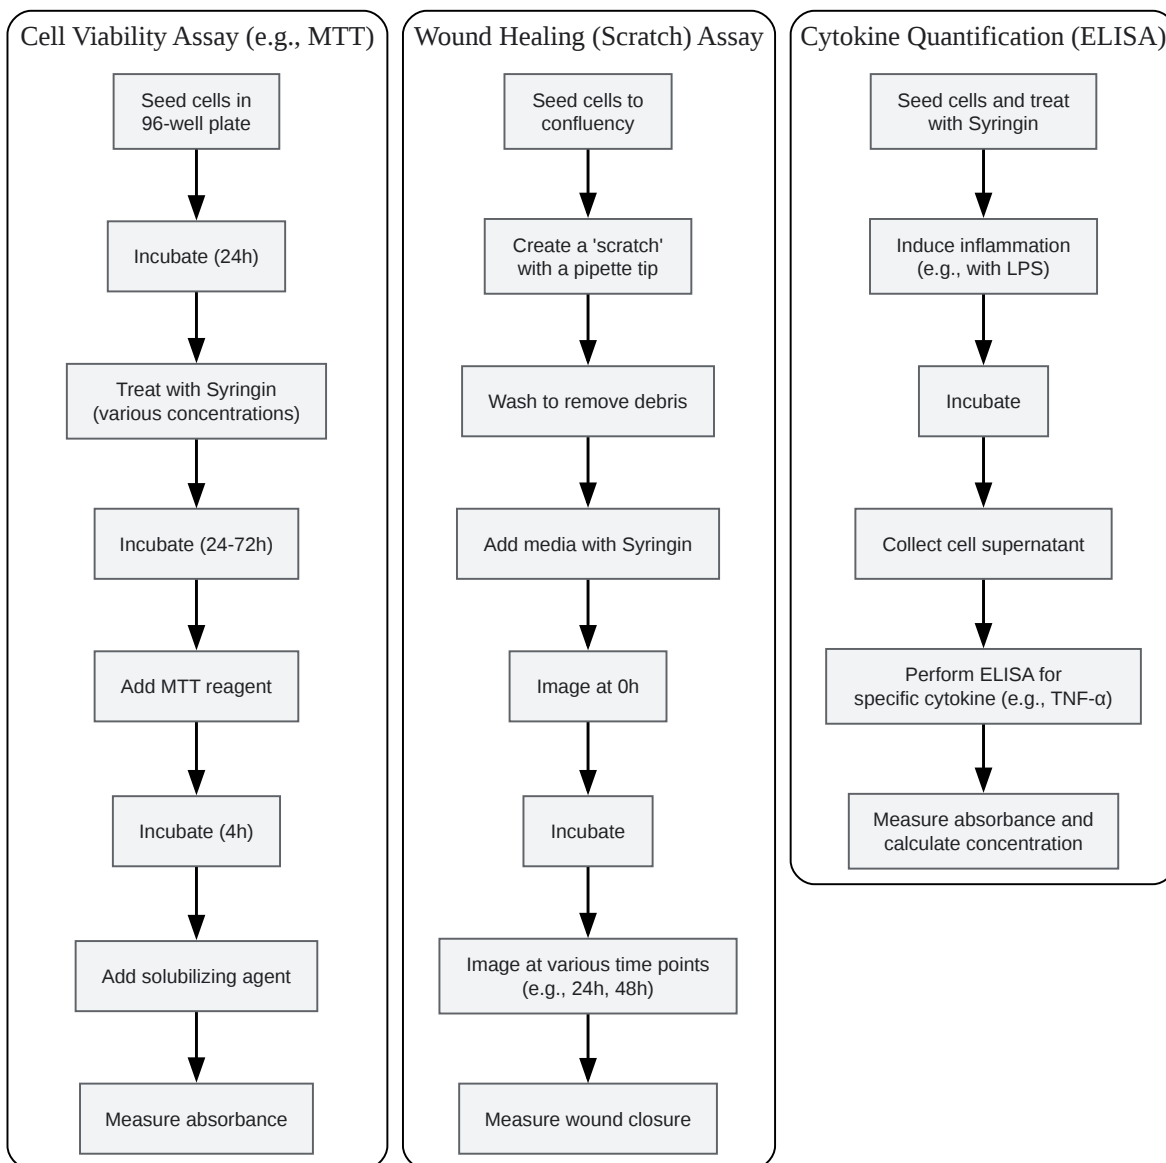 Cell Viability Assay (e.g., MTT)
Seed cells in
96-well plate
Incubate (24h)
Treat with Syringin
(various concentrations)
Incubate (24-72h)
Add MTT reagent
Incubate (4h)
Add solubilizing agent
Measure absorbance
Wound Healing (Scratch) Assay
Seed cells to
confluency
Create a 'scratch'
with a pipette tip
Wash to remove debris
Add media with Syringin
Image at 0h
Incubate
Image at various time points
(e.g., 24h, 48h)
Measure wound closure
Cytokine Quantification (ELISA)
Seed cells and treat
with Syringin
Induce inflammation
(e.g., with LPS)
Incubate
Collect cell supernatant
Perform ELISA for
specific cytokine (e.g., TNF-α)
Measure absorbance and
calculate concentration